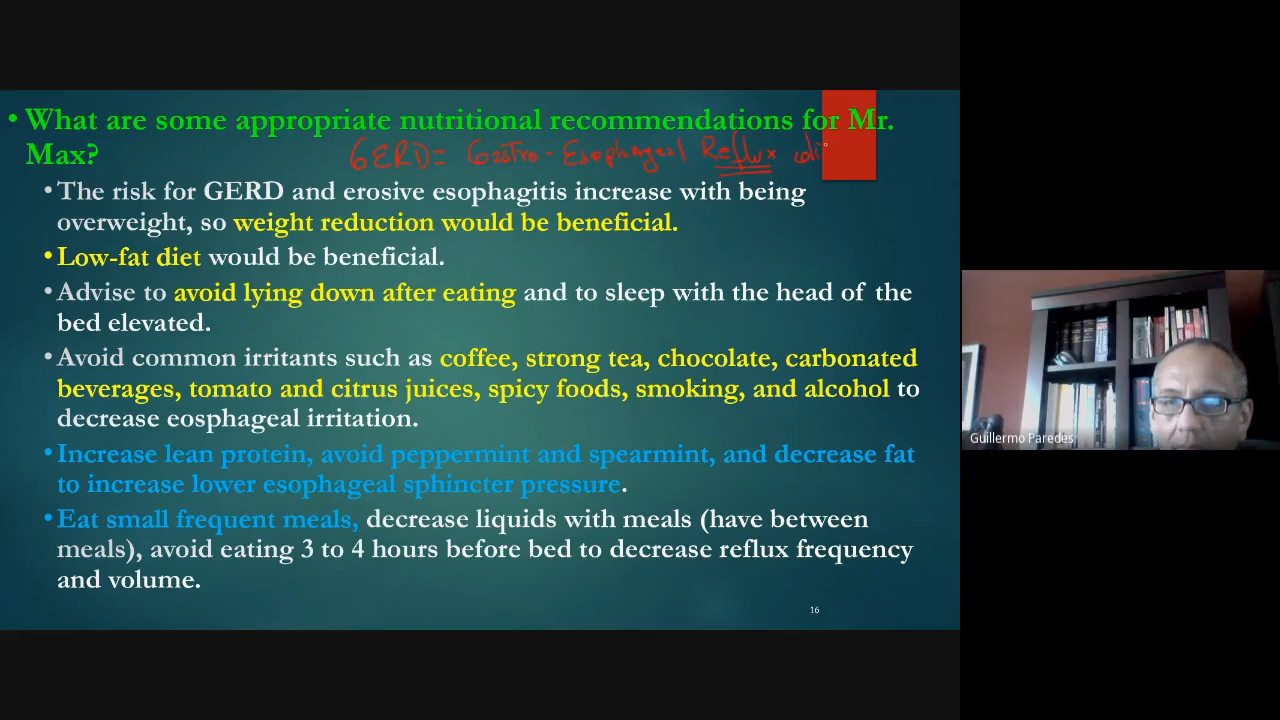 • What are some appropriate nutritional recommendations for Mr.
Max?
GERD = Gastro-Esophageal Reflux
• The risk for GERD and erosive esophagitis increase with being
overweight, so weight reduction would be beneficial.
• Low-fat diet would be beneficial.
• Advise to avoid lying down after eating and to sleep with the head of the
bed elevated.
• Avoid common irritants such as coffee, strong tea, chocolate, carbonated
beverages, tomato and citrus juices, spicy foods, smoking, and alcohol to
decrease eosphageal irritation.
• Increase lean protein, avoid peppermint and spearmint, and decrease fat
to increase lower esophageal sphincter pressure.
• Eat small frequent meals, decrease liquids with meals (have between
meals), avoid eating 3 to 4 hours before bed to decrease reflux frequency
and volume.
16
Guillermo Paredes